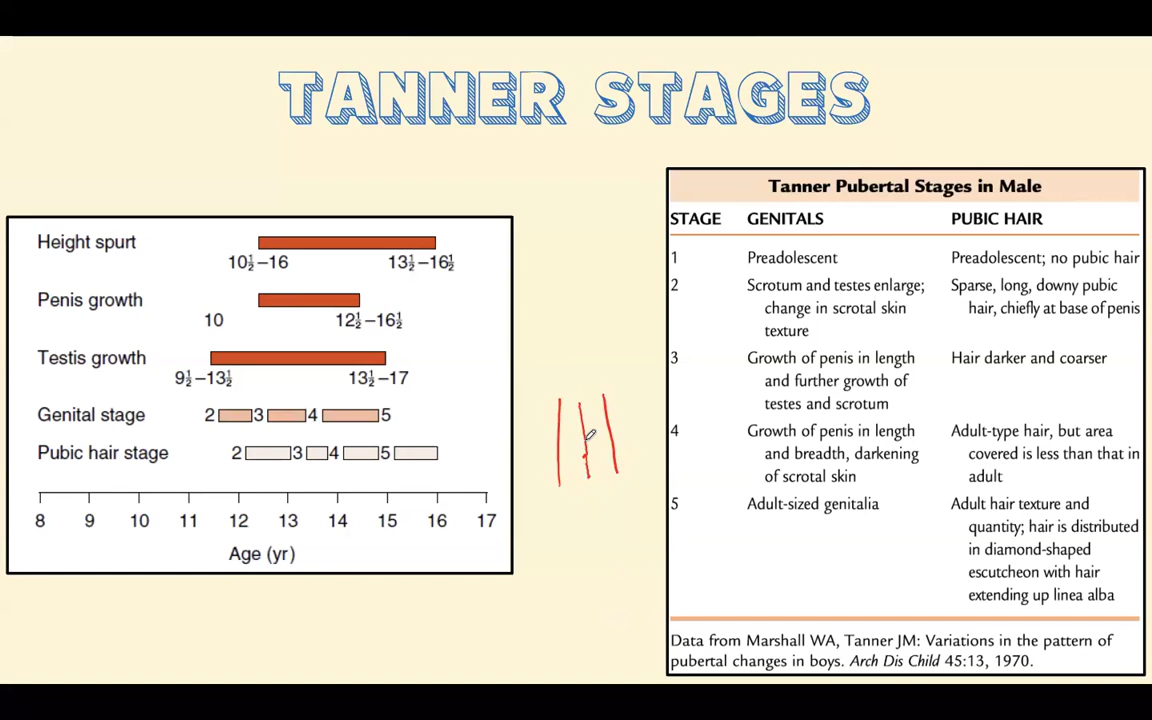 TANNER STAGES
Height spurt
10½–16 13½–16½
Penis growth
10 12½–16½
Testis growth
9½–13½ 13½–17
Genital stage 2 3 4 5
Pubic hair stage 2 3 4 5
8 9 10 11 12 13 14 15 16 17
Age (yr)
Tanner Pubertal Stages in Male
STAGE GENITALS PUBIC HAIR
1 Preadolescent Preadolescent; no pubic hair
2 Scrotum and testes enlarge; Sparse, long, downy pubic
change in scrotal skin hair, chiefly at base of penis
texture
3 Growth of penis in length Hair darker and coarser
and further growth of
testes and scrotum
4 Growth of penis in length Adult-type hair, but area
and breadth, darkening covered is less than that in
of scrotal skin adult
5 Adult-sized genitalia Adult hair texture and
quantity; hair is distributed
in diamond-shaped
escutcheon with hair
extending up linea alba
Data from Marshall WA, Tanner JM: Variations in the pattern of
pubertal changes in boys. Arch Dis Child 45:13, 1970.